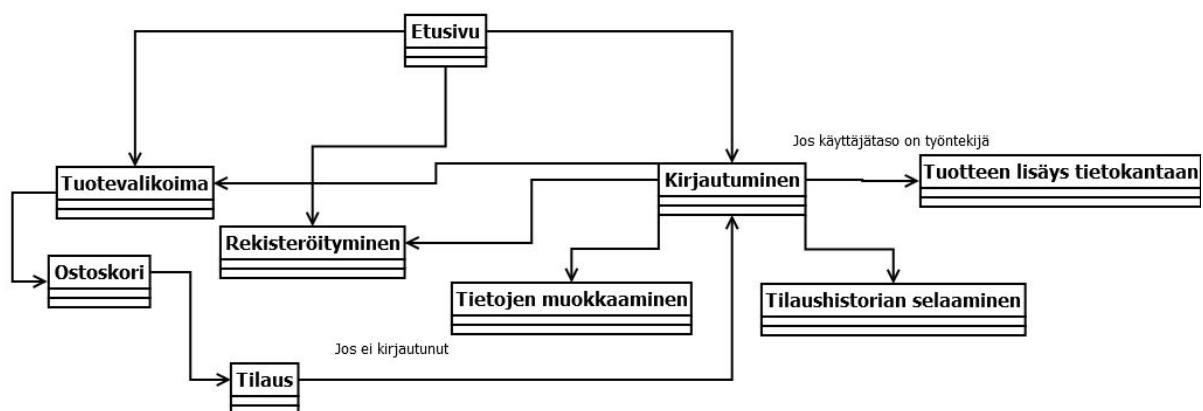 Etusivu
Jos käyttäjätaso on työntekijä
Tuotevalikoima
Kirjautuminen
Tuotteen lisäys tietokantaan
Rekisteröityminen
Ostoskori
Tietojen muokkaaminen
Tilaushistorian selaaminen
Jos ei kirjautunut
Tilaus